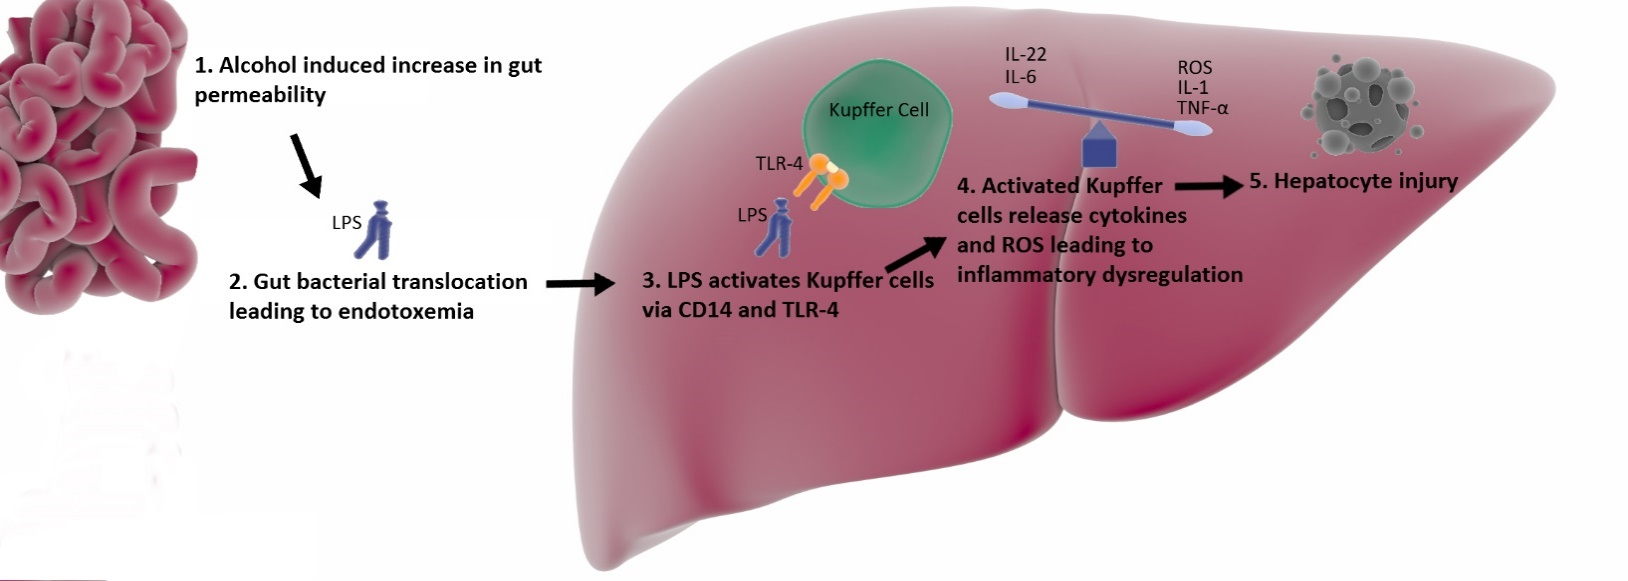 1. Alcohol induced increase in gut
permeability
LPS
2. Gut bacterial translocation
leading to endotoxemia
Kupffer Cell
TLR-4
LPS
3. LPS activates Kupffer cells
via CD14 and TLR-4
IL-22
IL-6
ROS
IL-1
TNF-α
4. Activated Kupffer
cells release cytokines
and ROS leading to
inflammatory dysregulation
5. Hepatocyte injury